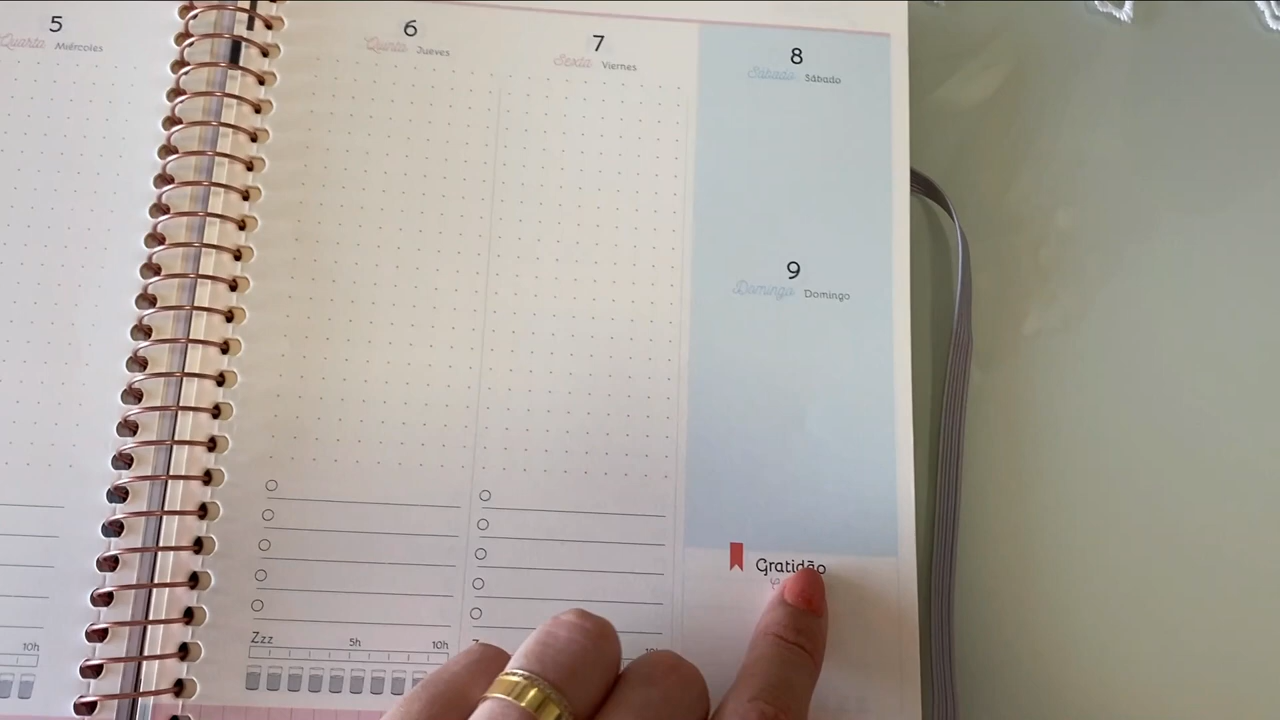 5
Quarta Miércoles
10h
6
Quinta Jueves
Zzz 5h 10h
7
Sexta Viernes
10h
8
Sábado Sábado
9
Domingo Domingo
Gratidão